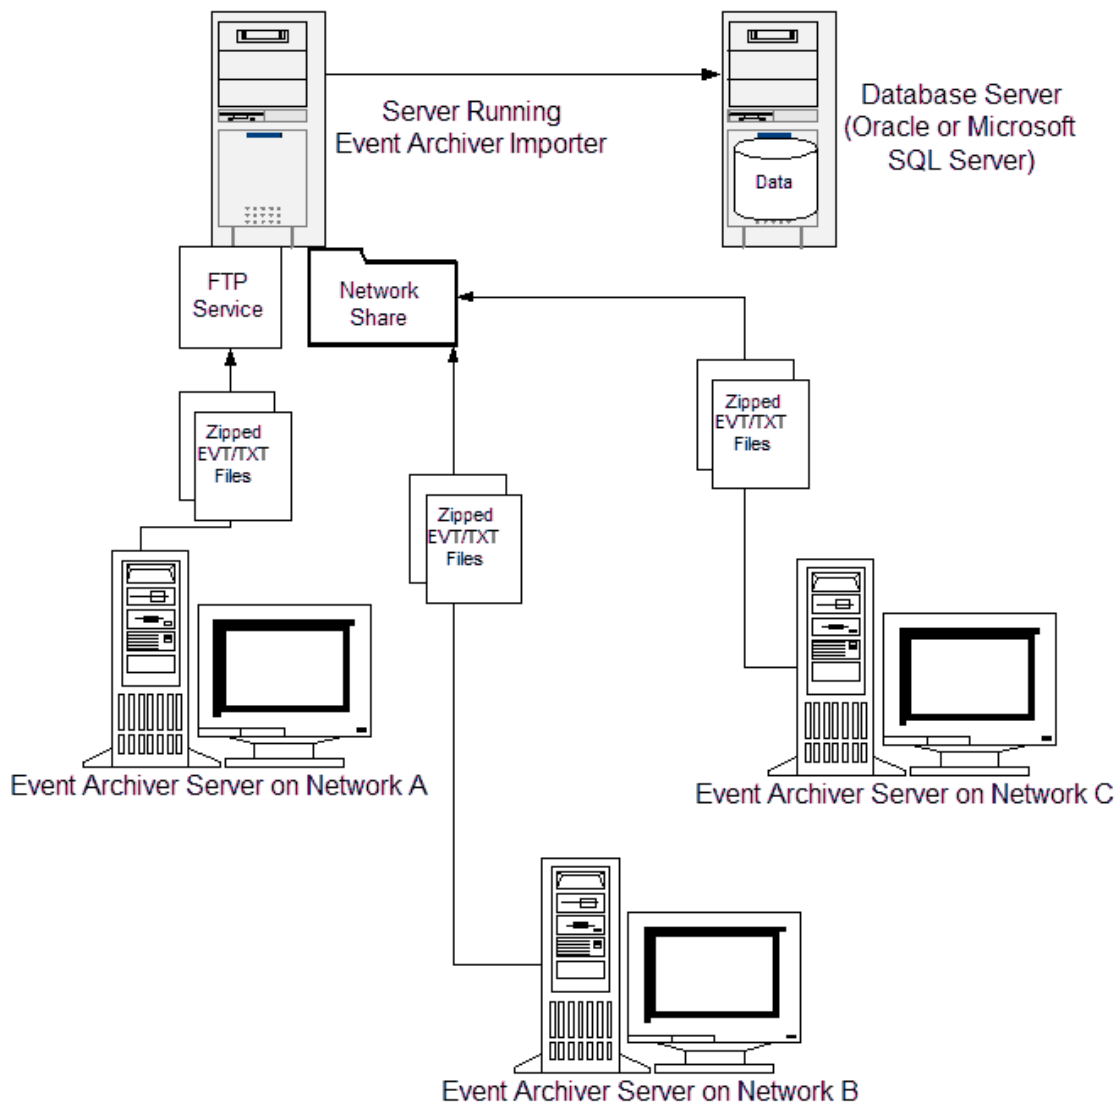 Server Running
Event Archiver Importer
Database Server
(Oracle or Microsoft
SQL Server)
Data
FTP
Service
Network
Share
Zipped
EVT/TXT
Files
Zipped
EVT/TXT
Files
Zipped
EVT/TXT
Files
Event Archiver Server on Network A
Event Archiver Server on Network C
Event Archiver Server on Network B